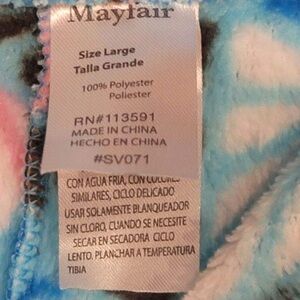 Mayfair
Size Large
Talla Grande
100% Polyester
Poliester
RN#113591
MADE IN CHINA
HECHO EN CHINA
#SV071
CON AGUA FRIA, CON COLORES
SIMILARES, CICLO DELICADO
USAR SOLAMENTE BLANQUEADOR
SIN CLORO, CUANDO SE NECESITE
SECAR EN SECADORA CICLO
LENTO. PLANCHAR A TEMPERATURA
TIBIA